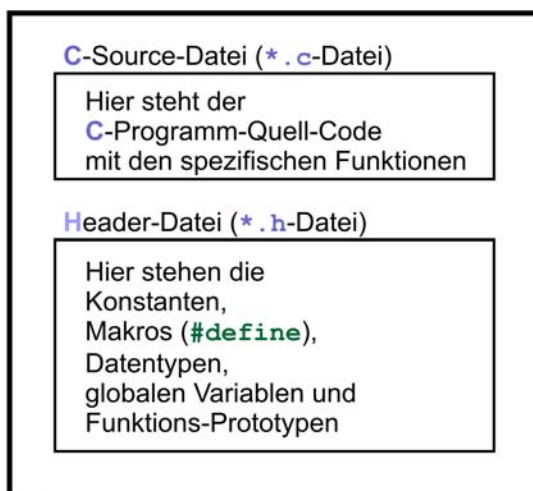 C-Source-Datei (*.c-Datei)
Hier steht der
C-Programm-Quell-Code
mit den spezifischen Funktionen
Header-Datei (*.h-Datei)
Hier stehen die
Konstanten,
Makros (#define),
Datentypen,
globalen Variablen und
Funktions-Prototypen